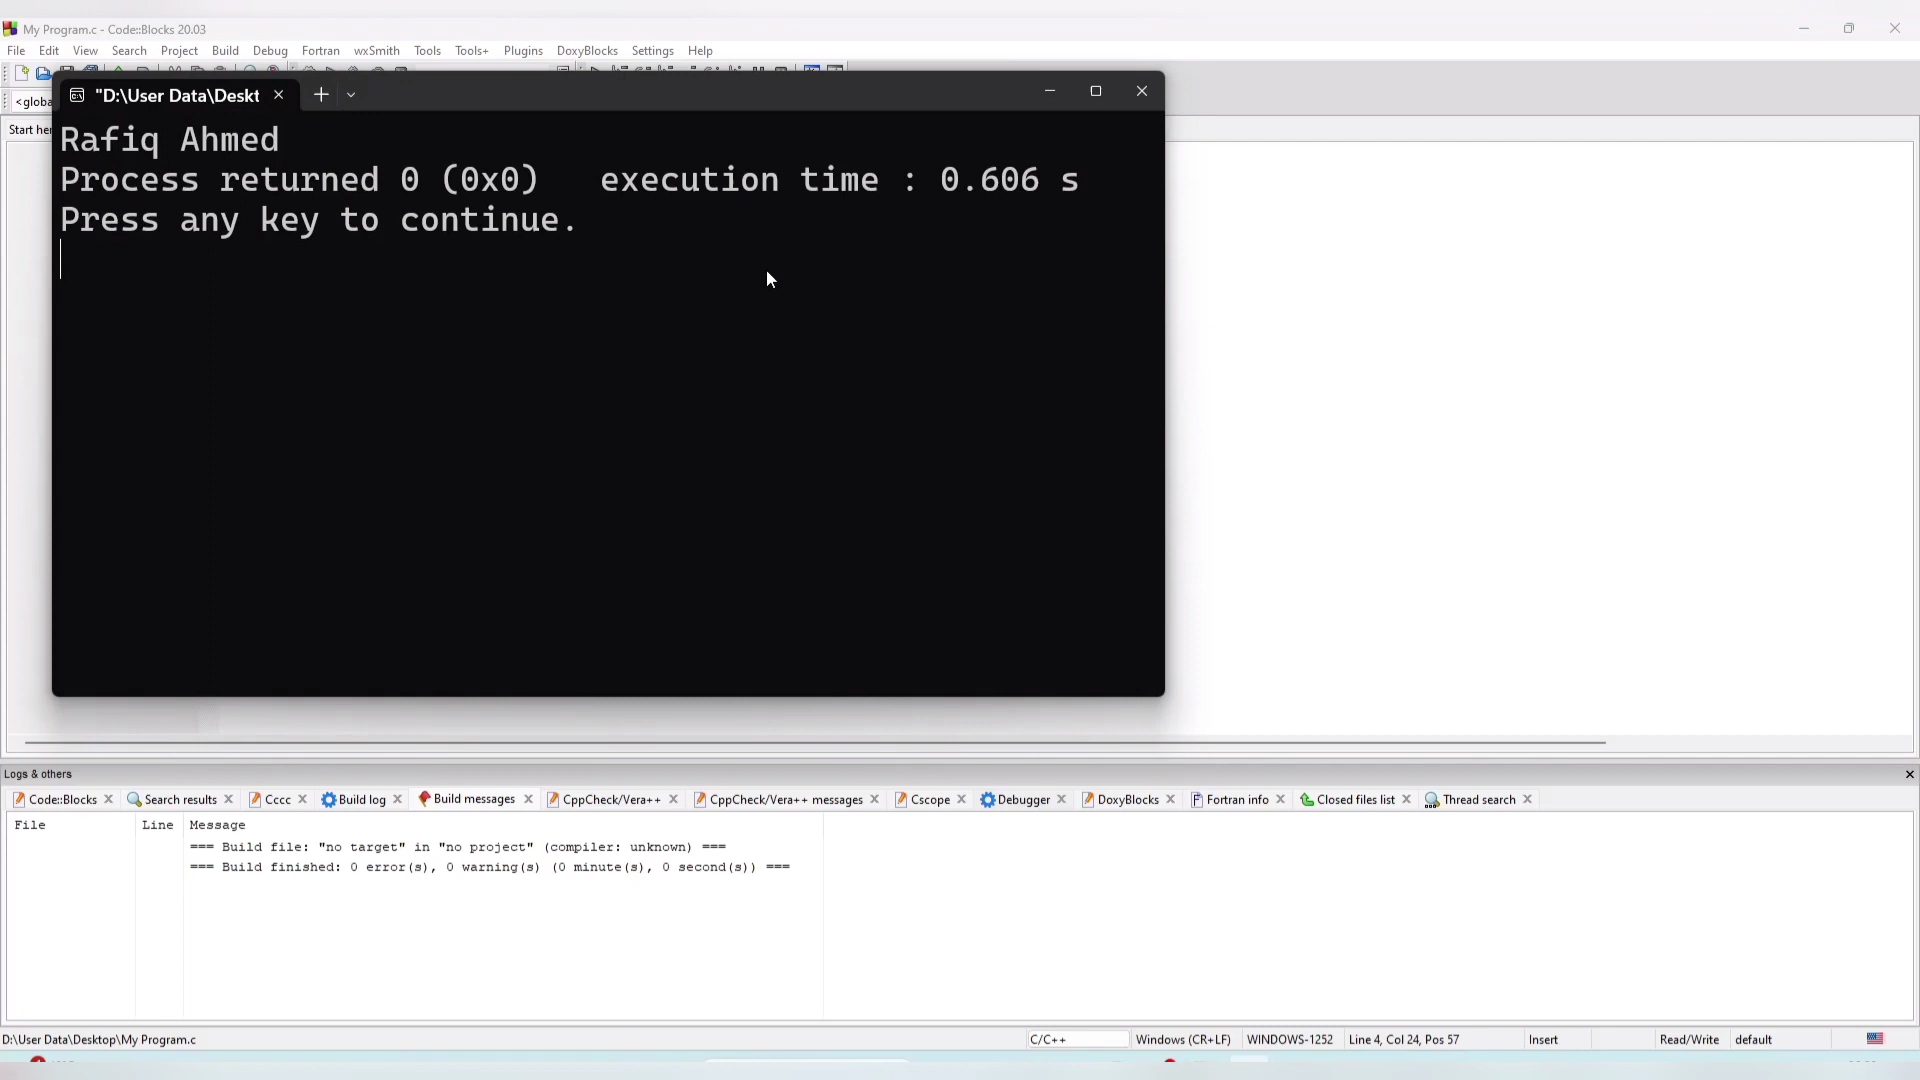 My Program.c - Code::Blocks 20.03
File Edit View Search Project Build Debug Fortran wxSmith Tools Tools+ Plugins DoxyBlocks Settings Help
"D:\User Data\Deskt
<globa
Start her
Rafiq Ahmed
Process returned 0 (0x0)   execution time : 0.606 s
Press any key to continue.
Logs & others
Code::Blocks Search results Cccc Build log Build messages CppCheck/Vera++ CppCheck/Vera++ messages Cscope Debugger DoxyBlocks Fortran info Closed files list Thread search
File Line Message
=== Build file: "no target" in "no project" (compiler: unknown) ===
=== Build finished: 0 error(s), 0 warning(s) (0 minute(s), 0 second(s)) ===
D:\User Data\Desktop\My Program.c C/C++ Windows (CR+LF) WINDOWS-1252 Line 4, Col 24, Pos 57 Insert Read/Write default